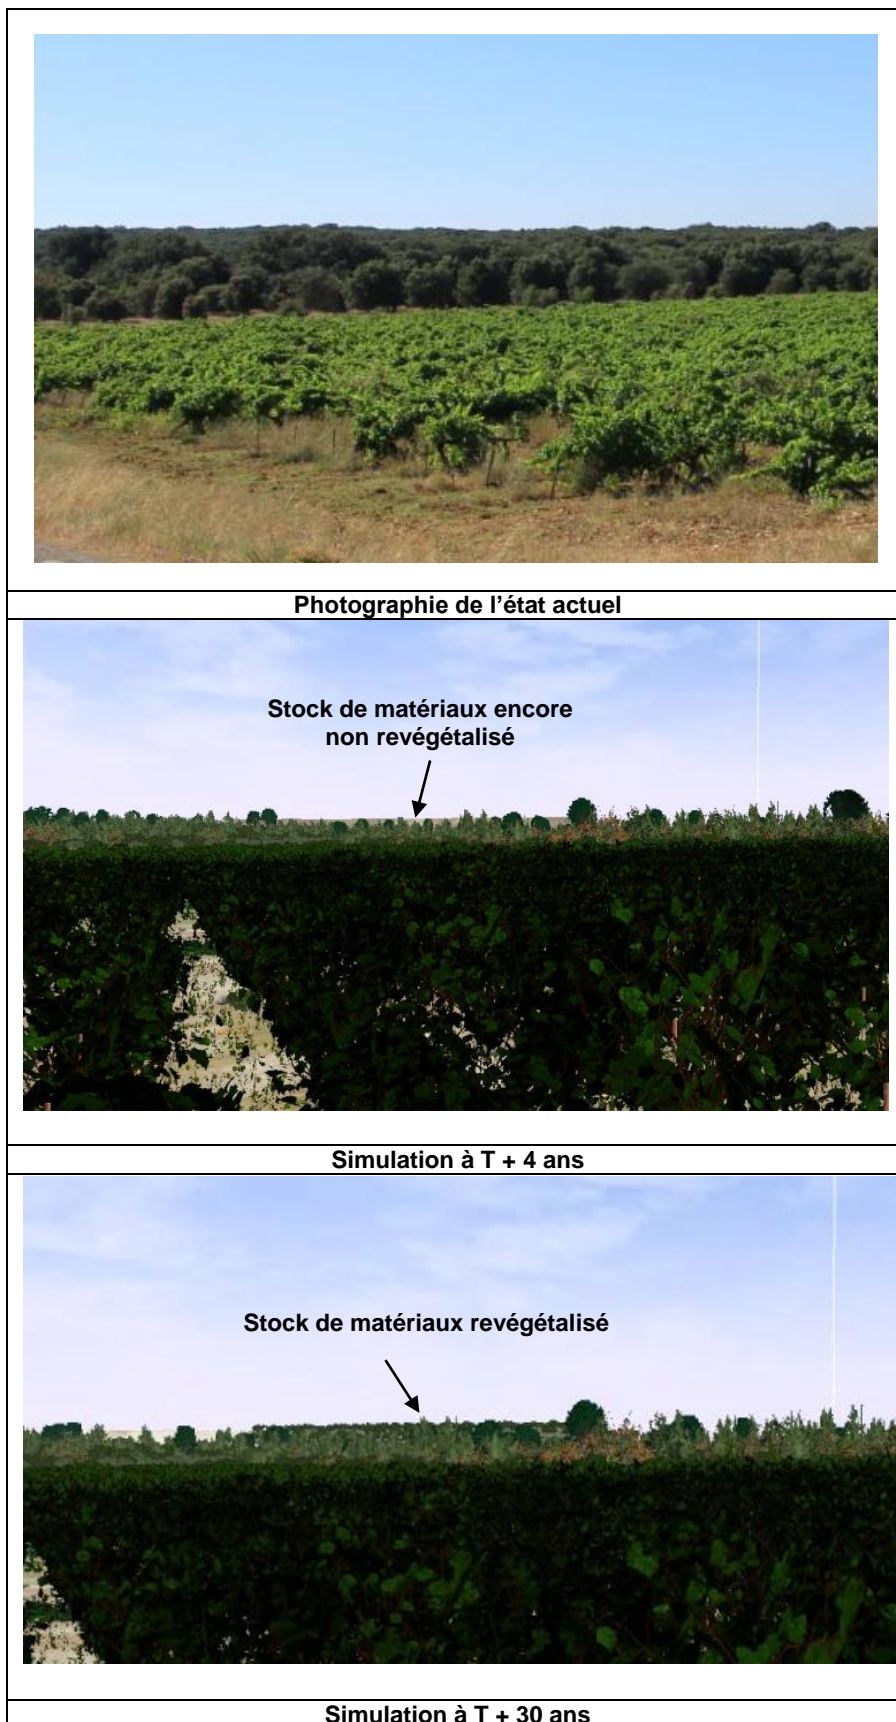 Photographie de l'état actuel
Stock de matériaux encore
non revégétalisé
Simulation à T + 4 ans
Stock de matériaux revégétalisé
Simulation à T + 30 ans